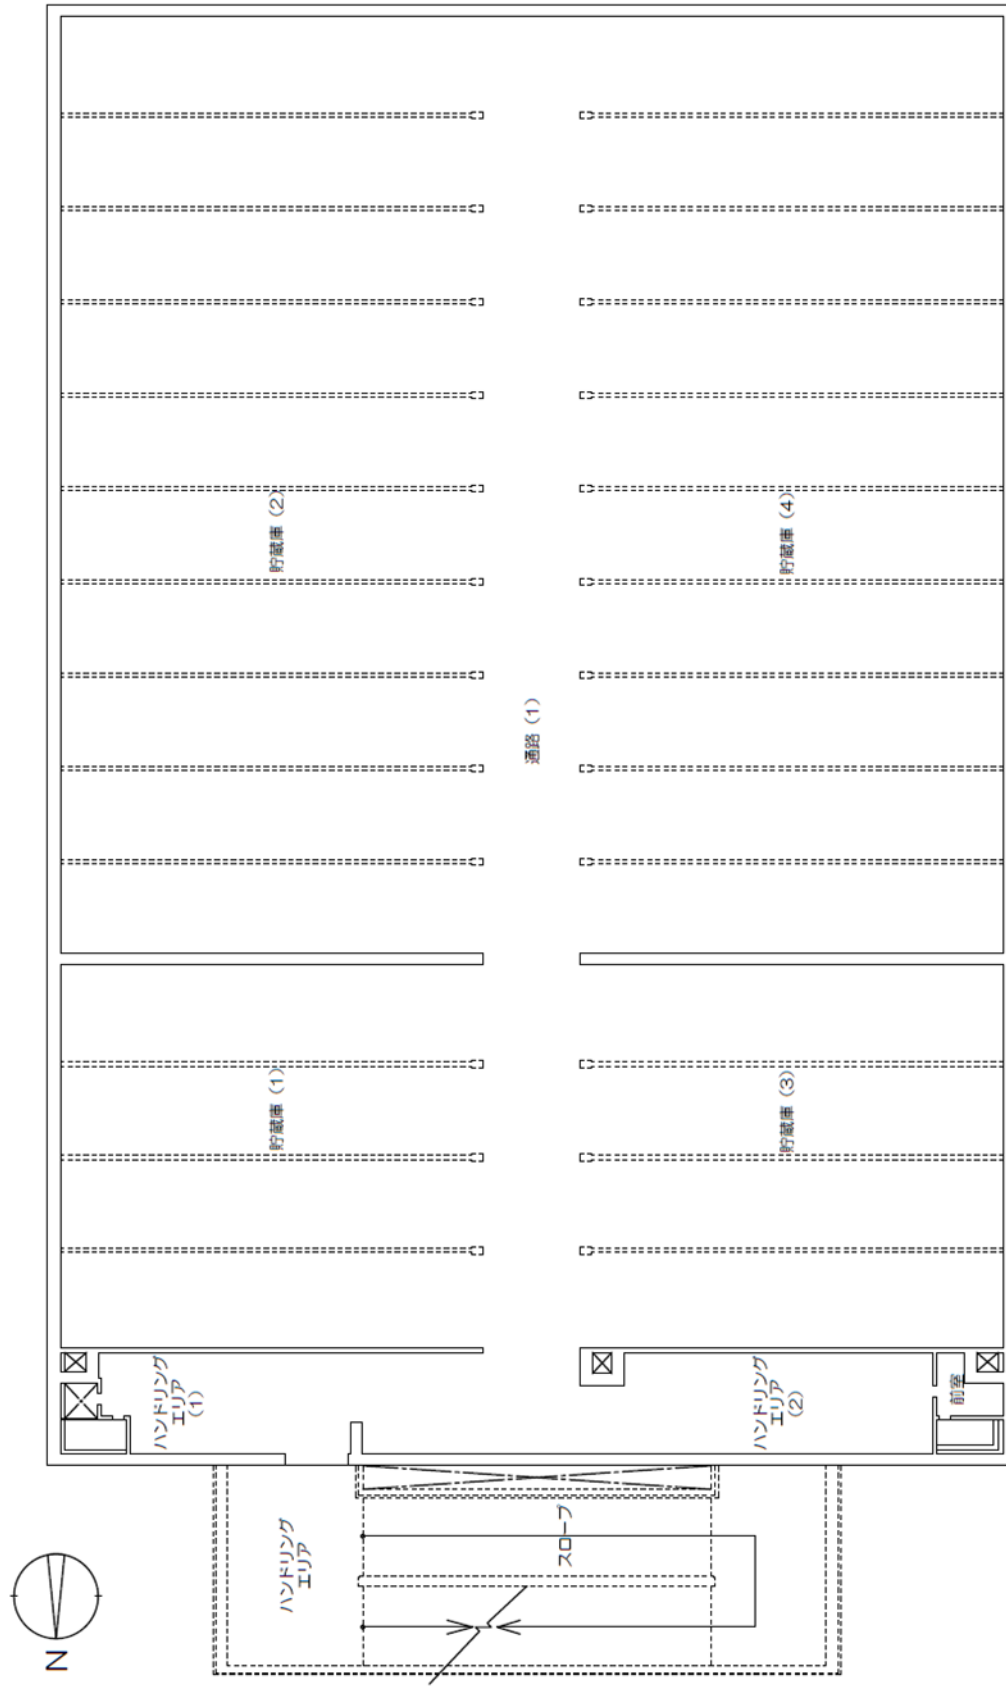 貯蔵庫（2）
貯蔵庫（4）
通路（1）
貯蔵庫（1）
貯蔵庫（3）
ハンドリング
エリア
（1）
ハンドリング
エリア
（2）
前室
ハンドリング
エリア
スロープ
N